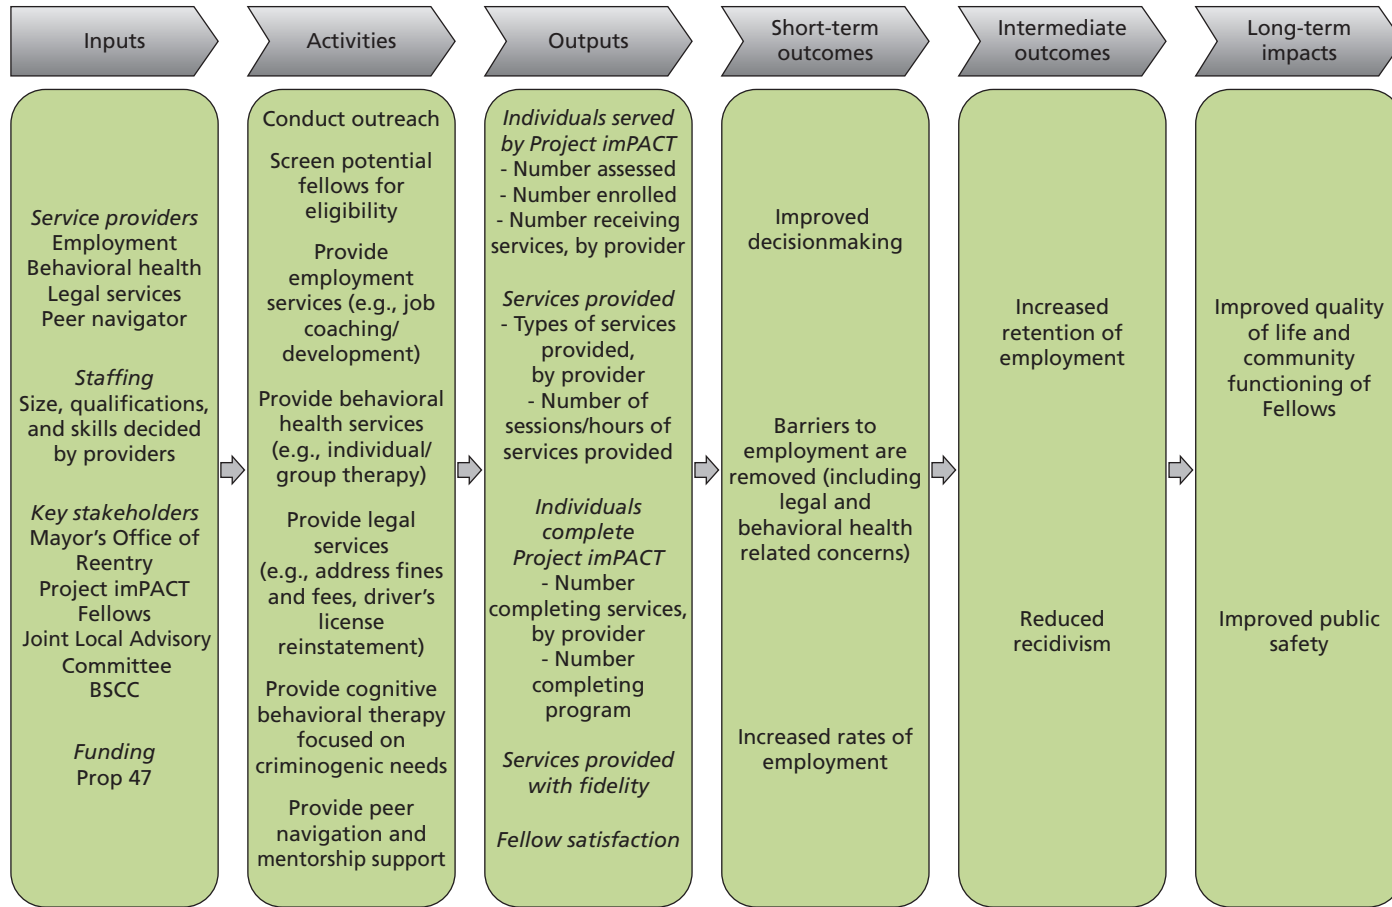 Inputs
Activities
Outputs
Short-term
outcomes
Intermediate
outcomes
Long-term
impacts
Service providers
Employment
Behavioral health
Legal services
Peer navigator
Staffing
Size, qualifications,
and skills decided
by providers
Key stakeholders
Mayor's Office of
Reentry
Project imPACT
Fellows
Joint Local Advisory
Committee
BSCC
Funding
Prop 47
Conduct outreach
Screen potential
fellows for
eligibility
Provide
employment
services (e.g., job
coaching/
development)
Provide behavioral
health services
(e.g., individual/
group therapy)
Provide legal
services
(e.g., address fines
and fees, driver's
license
reinstatement)
Provide cognitive
behavioral therapy
focused on
criminogenic needs
Provide peer
navigation and
mentorship support
Individuals served
by Project imPACT
- Number assessed
- Number enrolled
- Number receiving
services, by provider
Services provided
- Types of services
provided,
by provider
- Number of
sessions/hours of
services provided
Individuals
complete
Project imPACT
- Number
completing services,
by provider
- Number
completing
program
Services provided
with fidelity
Fellow satisfaction
Improved
decisionmaking
Barriers to
employment are
removed (including
legal and
behavioral health
related concerns)
Increased rates of
employment
Increased
retention of
employment
Reduced
recidivism
Improved quality
of life and
community
functioning of
Fellows
Improved public
safety